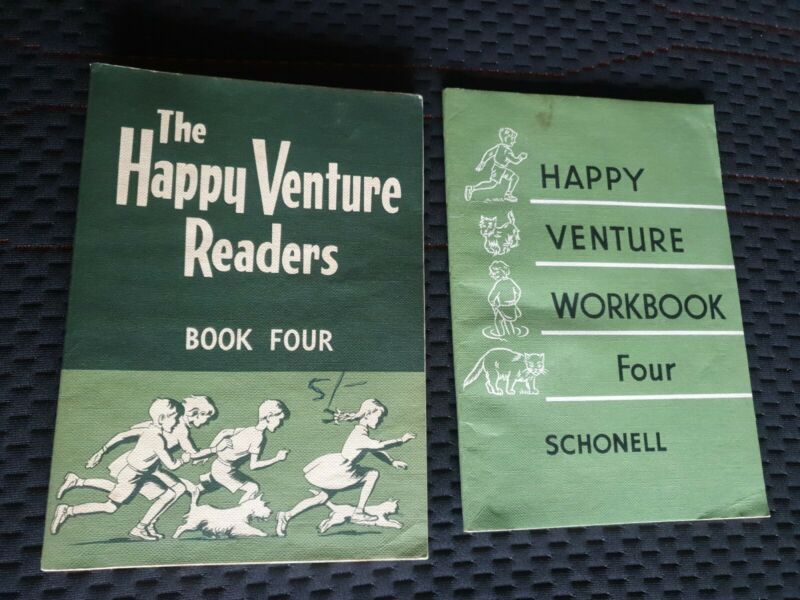 The
Happy Venture
Readers
BOOK FOUR
5/-
HAPPY
VENTURE
WORKBOOK
Four
SCHONELL